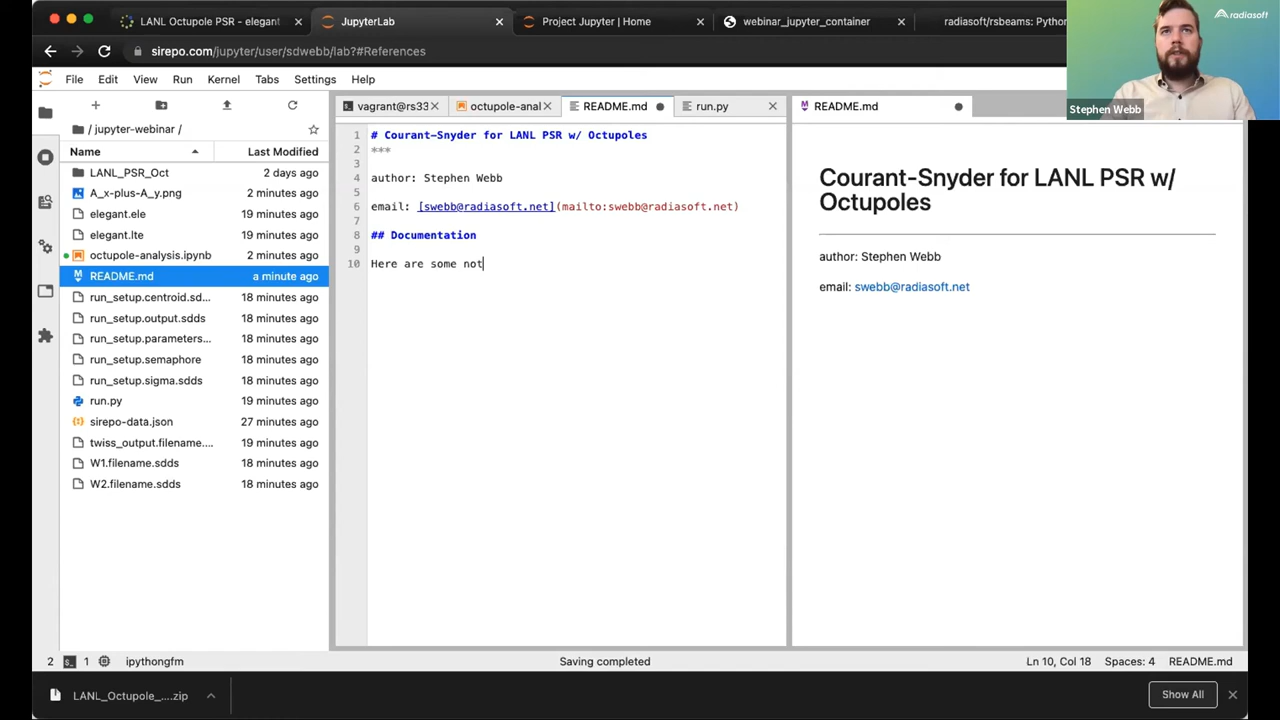 LANL Octupole PSR - elegant
JupyterLab
Project Jupyter | Home
webinar_jupyter_container
radiasoft/rsbeams: Pytho
radiasoft
sirepo.com/jupyter/user/sdwebb/lab?#References
Stephen Webb
File Edit View Run Kernel Tabs Settings Help
vagrant@rs33
octupole-anal
README.md
run.py
README.md
/ jupyter-webinar /
Name Last Modified
LANL_PSR_Oct 2 days ago
A_x-plus-A_y.png 2 minutes ago
elegant.ele 19 minutes ago
elegant.lte 19 minutes ago
octupole-analysis.ipynb 2 minutes ago
README.md a minute ago
run_setup.centroid.sd... 18 minutes ago
run_setup.output.sdds 18 minutes ago
run_setup.parameters... 18 minutes ago
run_setup.semaphore 18 minutes ago
run_setup.sigma.sdds 18 minutes ago
run.py 19 minutes ago
sirepo-data.json 27 minutes ago
twiss_output.filename.... 19 minutes ago
W1.filename.sdds 18 minutes ago
W2.filename.sdds 18 minutes ago
1 # Courant-Snyder for LANL PSR w/ Octupoles
2 ***
3
4 author: Stephen Webb
5
6 email: [swebb@radiasoft.net](mailto:swebb@radiasoft.net)
7
8 ## Documentation
9
10 Here are some not
Courant-Snyder for LANL PSR w/
Octupoles
author: Stephen Webb
email: swebb@radiasoft.net
2 1 ipythongfm
Saving completed
Ln 10, Col 18 Spaces: 4 README.md
LANL_Octupole_....zip
Show All